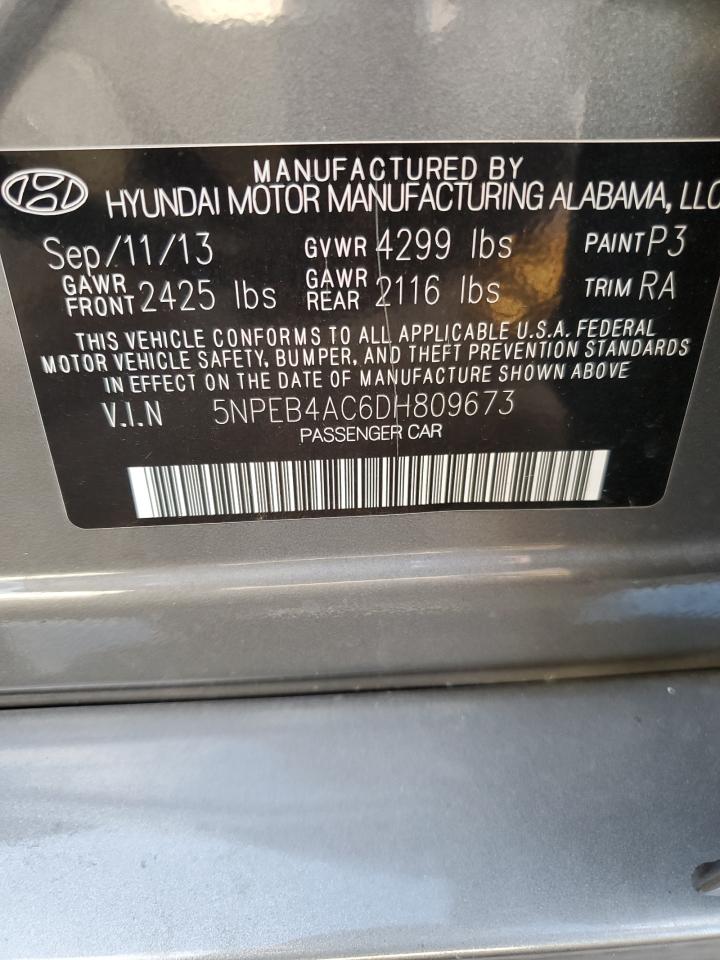 MANUFACTURED BY
HYUNDAI MOTOR MANUFACTURING ALABAMA, LLC
Sep/11/13 GVWR 4299 lbs PAINT P3
GAWR FRONT 2425 lbs GAWR REAR 2116 lbs TRIM RA
THIS VEHICLE CONFORMS TO ALL APPLICABLE U.S.A. FEDERAL
MOTOR VEHICLE SAFETY, BUMPER, AND THEFT PREVENTION STANDARDS
IN EFFECT ON THE DATE OF MANUFACTURE SHOWN ABOVE
V.I.N 5NPEB4AC6DH809673
PASSENGER CAR